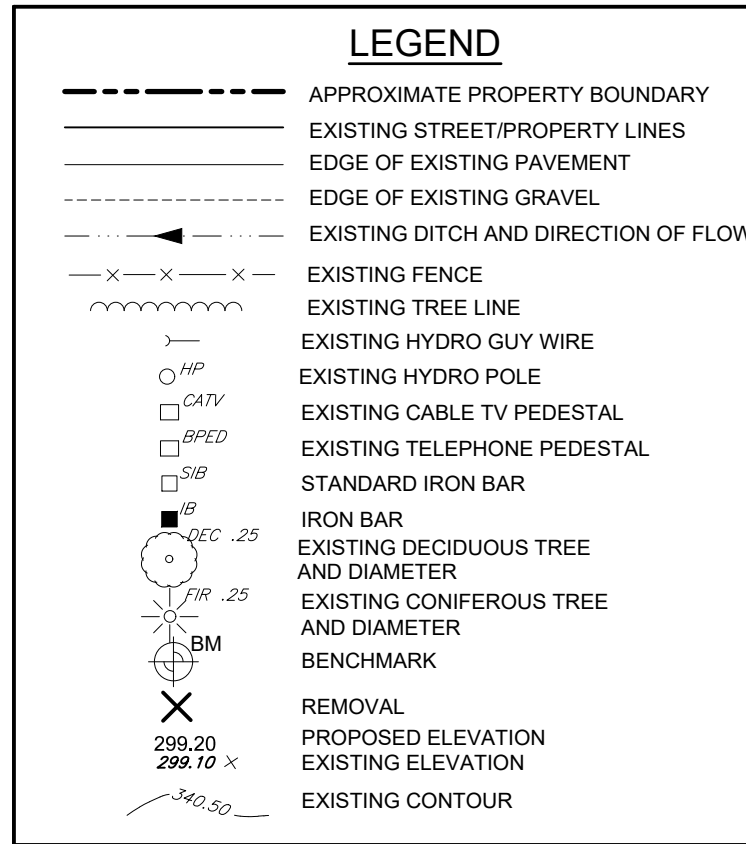 LEGEND
APPROXIMATE PROPERTY BOUNDARY
EXISTING STREET/PROPERTY LINES
EDGE OF EXISTING PAVEMENT
EDGE OF EXISTING GRAVEL
EXISTING DITCH AND DIRECTION OF FLOW
EXISTING FENCE
EXISTING TREE LINE
EXISTING HYDRO GUY WIRE
HP EXISTING HYDRO POLE
CATV EXISTING CABLE TV PEDESTAL
BPED EXISTING TELEPHONE PEDESTAL
SIB STANDARD IRON BAR
IB IRON BAR
DEC .25 EXISTING DECIDUOUS TREE
AND DIAMETER
FIR .25 EXISTING CONIFEROUS TREE
AND DIAMETER
BM BENCHMARK
REMOVAL
299.20 PROPOSED ELEVATION
299.10 EXISTING ELEVATION
340.50 EXISTING CONTOUR